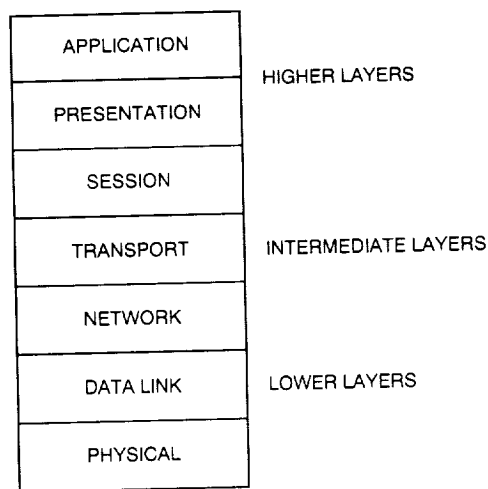 APPLICATION
HIGHER LAYERS
PRESENTATION
SESSION
TRANSPORT
INTERMEDIATE LAYERS
NETWORK
DATA LINK
LOWER LAYERS
PHYSICAL